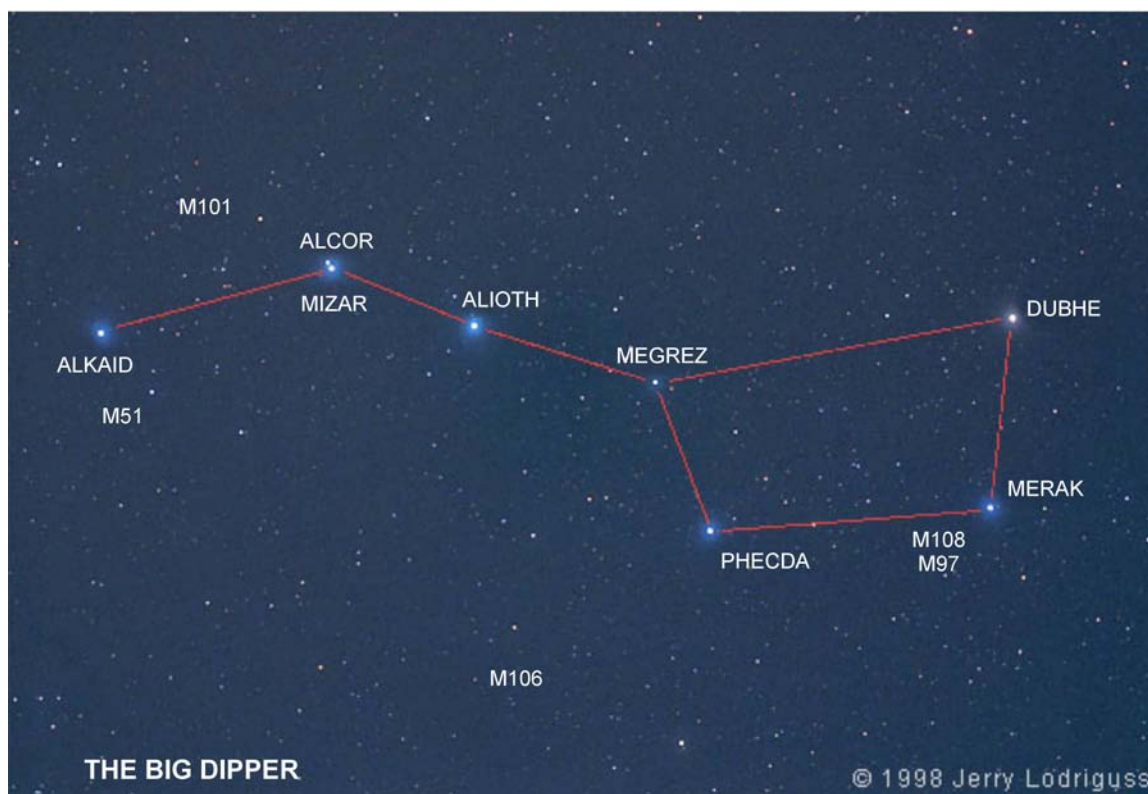 M101
ALCOR
MIZAR
ALIOTH
DUBHE
ALKAID
MEGREZ
M51
MERAK
M108
M97
PHECDA
M106
THE BIG DIPPER
© 1998 Jerry Lodriguss